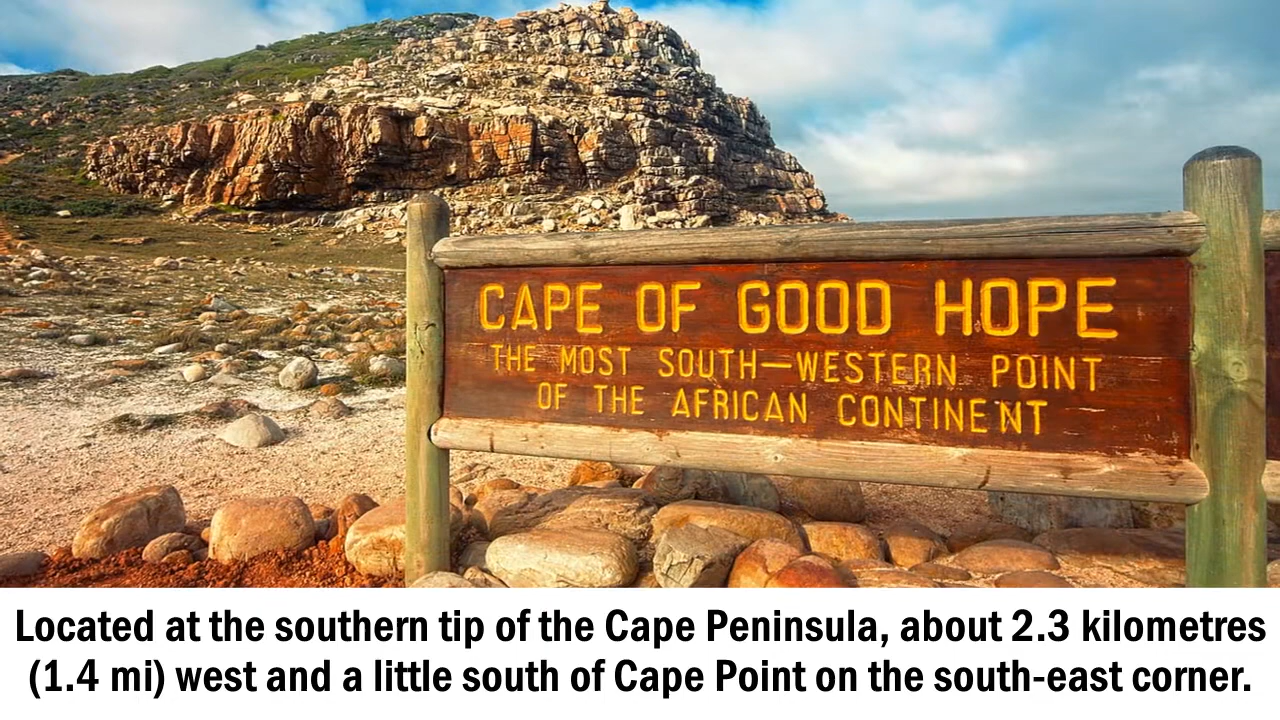 CAPE OF GOOD HOPE
THE MOST SOUTH-WESTERN POINT
OF THE AFRICAN CONTINENT
Located at the southern tip of the Cape Peninsula, about 2.3 kilometres
(1.4 mi) west and a little south of Cape Point on the south-east corner.